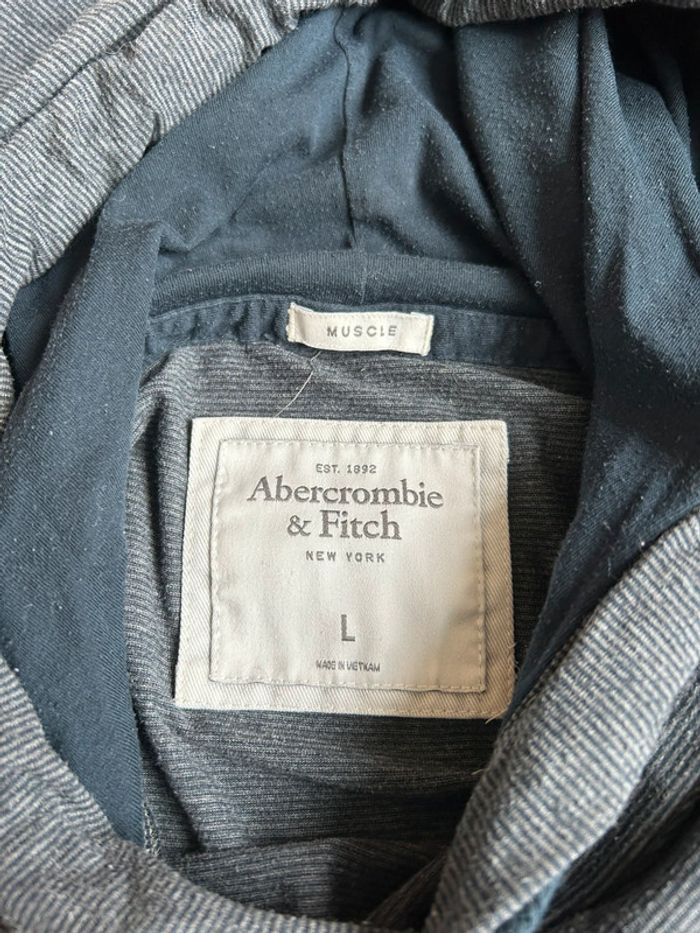 MUSCLE
EST. 1892
Abercrombie
& Fitch
NEW YORK
L
MADE IN VIETNAM